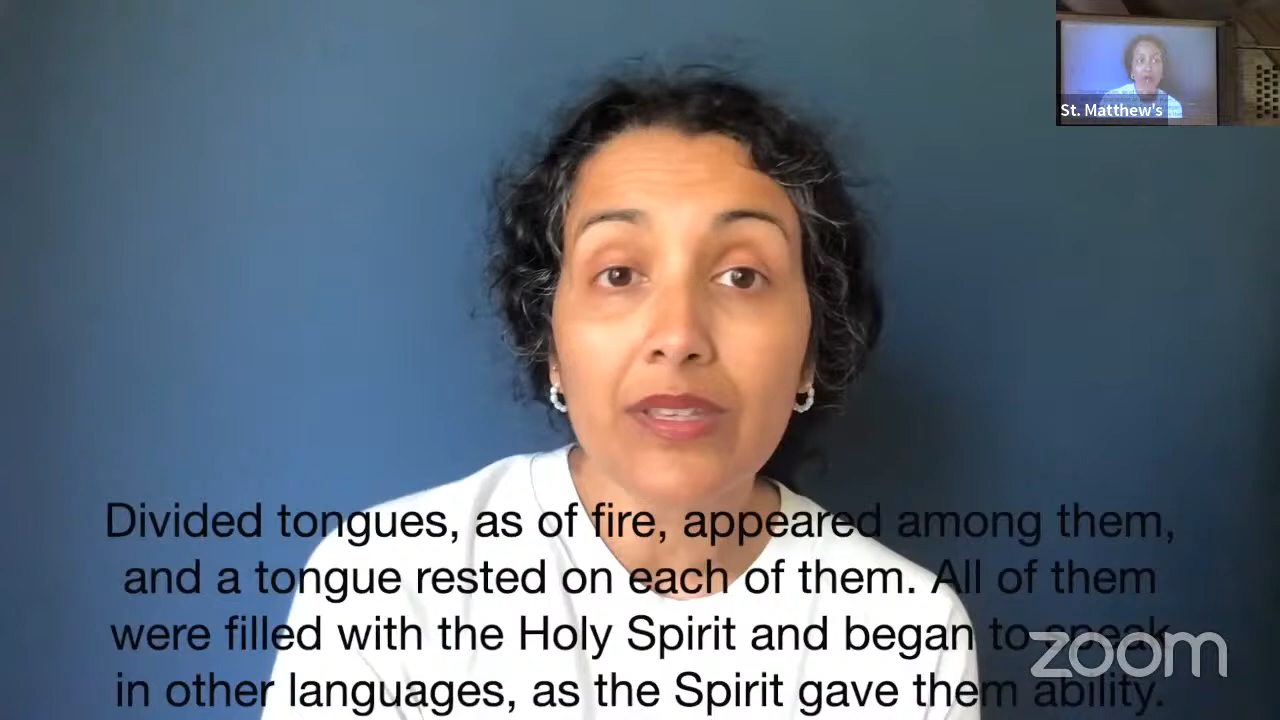 St. Matthew's
Divided tongues, as of fire, appeared among them,
and a tongue rested on each of them. All of them
were filled with the Holy Spirit and began to speak
in other languages, as the Spirit gave them ability.
zoom